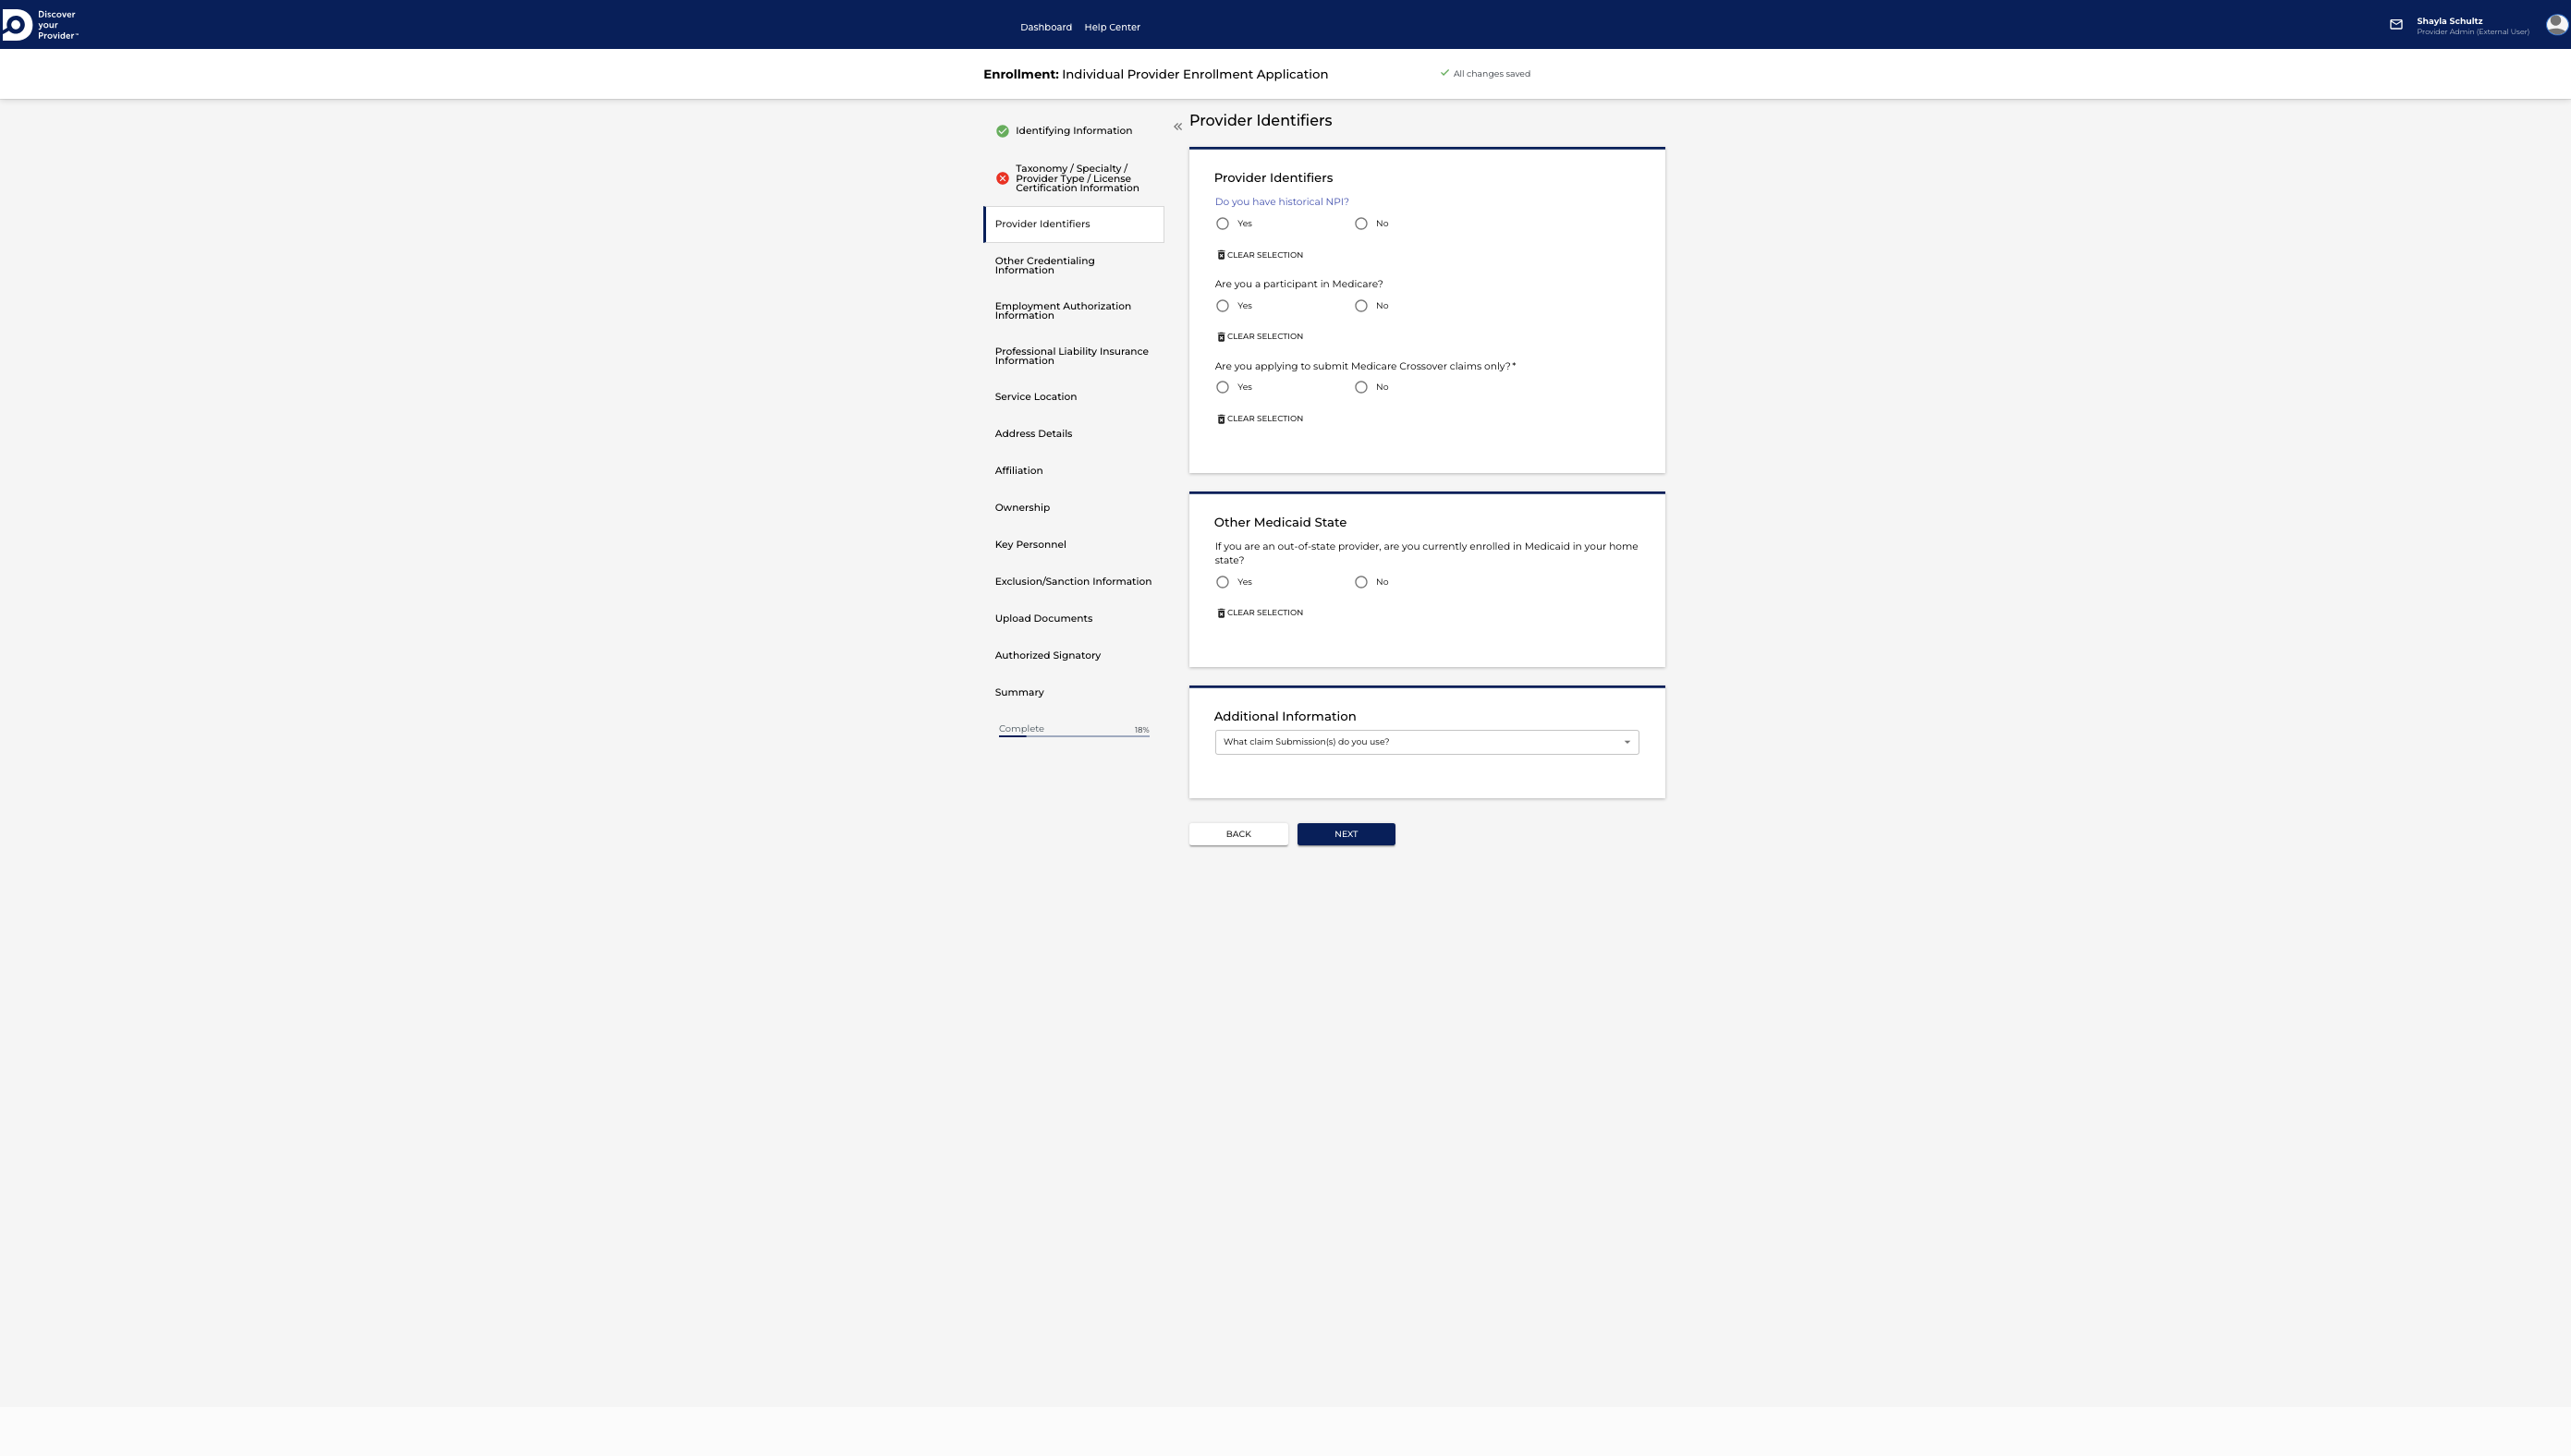 Discover
your
Provider™
Dashboard Help Center
Shayla Schultz
Provider Admin (External User)
Enrollment: Individual Provider Enrollment Application
All changes saved
Identifying Information
Taxonomy / Specialty /
Provider Type / License
Certification Information
Provider Identifiers
Other Credentialing
Information
Employment Authorization
Information
Professional Liability Insurance
Information
Service Location
Address Details
Affiliation
Ownership
Key Personnel
Exclusion/Sanction Information
Upload Documents
Authorized Signatory
Summary
Complete 18%
Provider Identifiers
Provider Identifiers
Do you have historical NPI?
Yes No
CLEAR SELECTION
Are you a participant in Medicare?
Yes No
CLEAR SELECTION
Are you applying to submit Medicare Crossover claims only?*
Yes No
CLEAR SELECTION
Other Medicaid State
If you are an out-of-state provider, are you currently enrolled in Medicaid in your home
state?
Yes No
CLEAR SELECTION
Additional Information
What claim Submission(s) do you use?
BACK NEXT